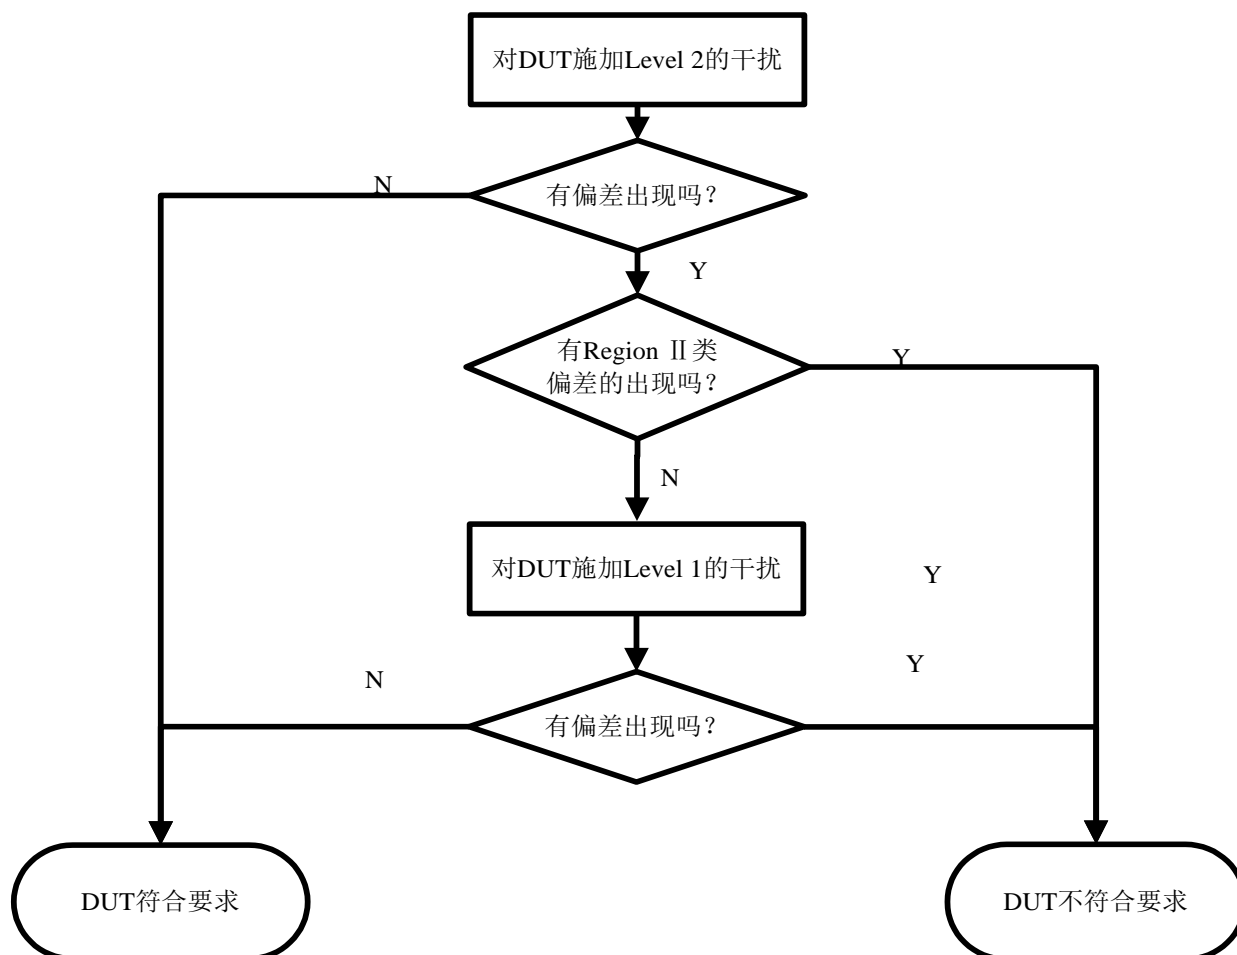 对DUT施加Level 2的干扰
N
有偏差出现吗？
Y
有Region Ⅱ类
偏差的出现吗？
Y
N
对DUT施加Level 1的干扰
Y
Y
N
有偏差出现吗？
DUT符合要求
DUT不符合要求